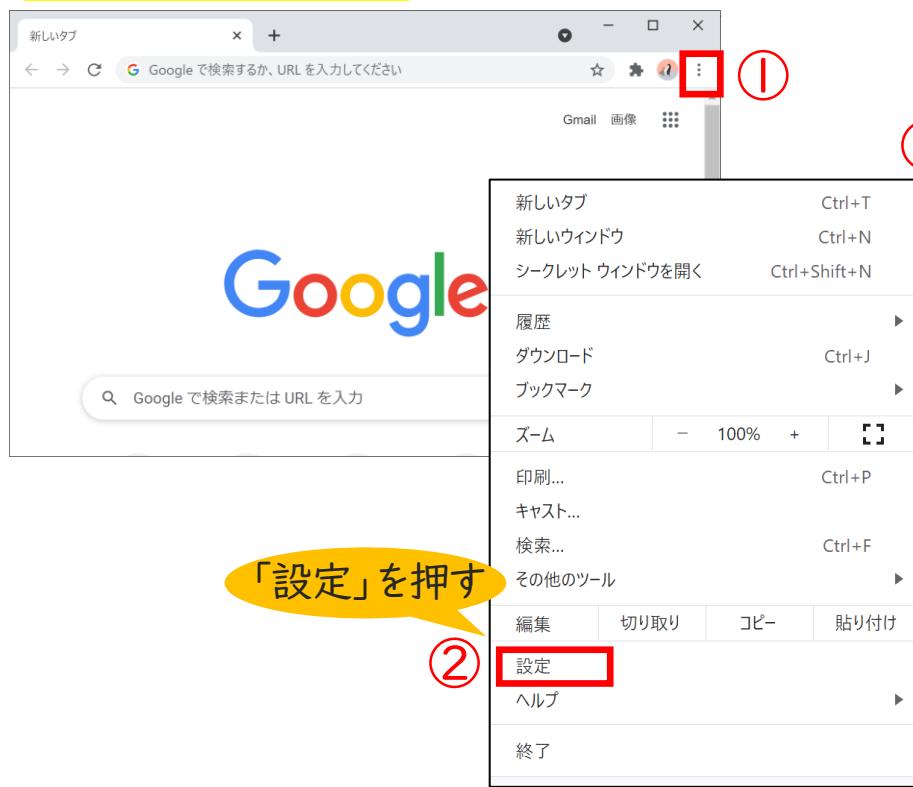 新しいタブ
Google で検索するか、URL を入力してください
①
Gmail 画像
Google
Google で検索または URL を入力
新しいタブ Ctrl+T
新しいウィンドウ Ctrl+N
シークレット ウィンドウを開く Ctrl+Shift+N
履歴
ダウンロード Ctrl+J
ブックマーク
ズーム − 100% +
印刷... Ctrl+P
キャスト...
検索... Ctrl+F
その他のツール
「設定」を押す
編集 切り取り コピー 貼り付け
②
設定
ヘルプ
終了